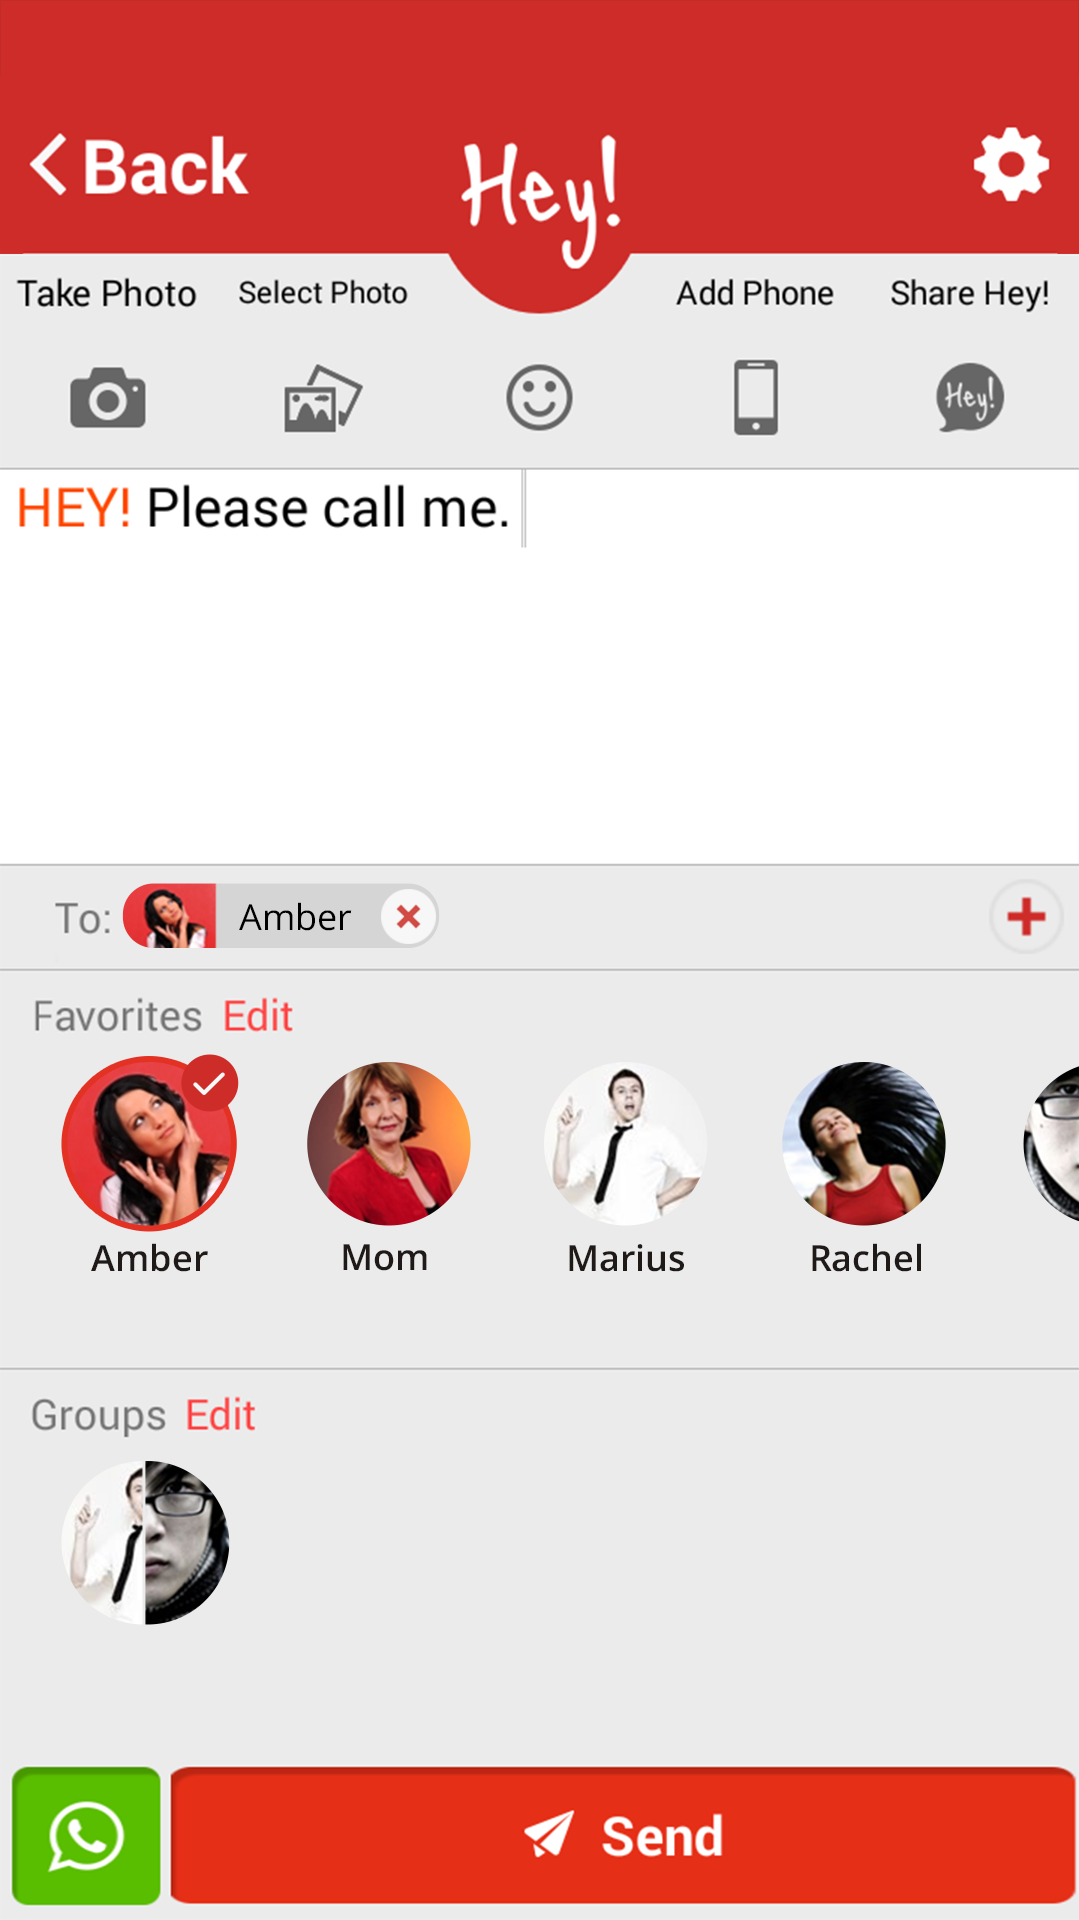 Back
Hey!
Take Photo Select Photo Add Phone Share Hey!
Hey!
HEY! Please call me.
To: Amber
Favorites Edit
Amber Mom Marius Rachel
Groups Edit
Send